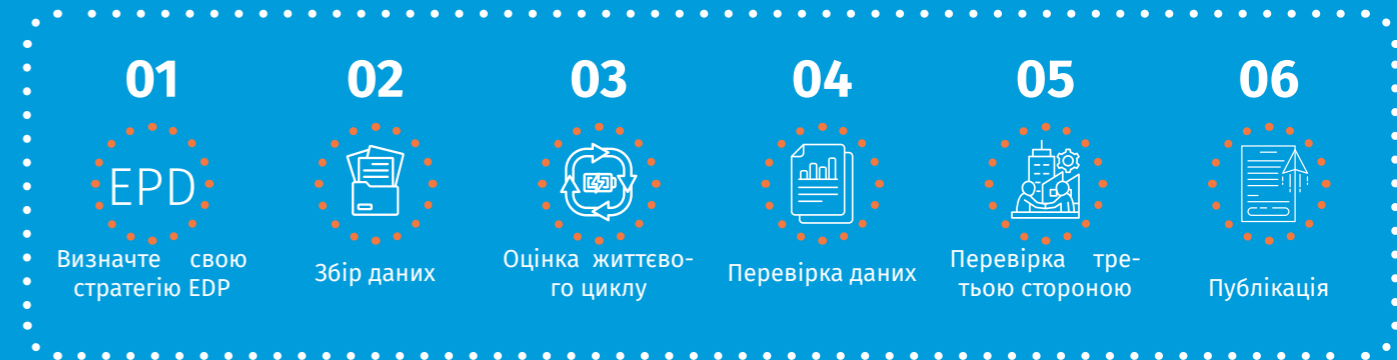 01
EPD
Визначте свою
стратегію EDP
02
Збір даних
03
Оцінка життєво-
го циклу
04
Перевірка даних
05
Перевірка тре-
тьою стороною
06
Публікація